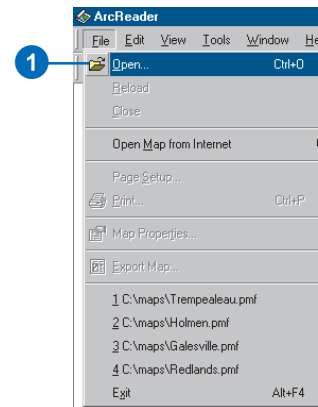 ArcReader
File Edit View Tools Window He
1
Open... Ctrl+O
Reload
Close
Open Map from Internet
Page Setup...
Print... Ctrl+P
Map Properties...
Export Map...
1 C:\maps\Trempealeau.pmf
2 C:\maps\Holmen.pmf
3 C:\maps\Galesville.pmf
4 C:\maps\Redlands.pmf
Exit Alt+F4